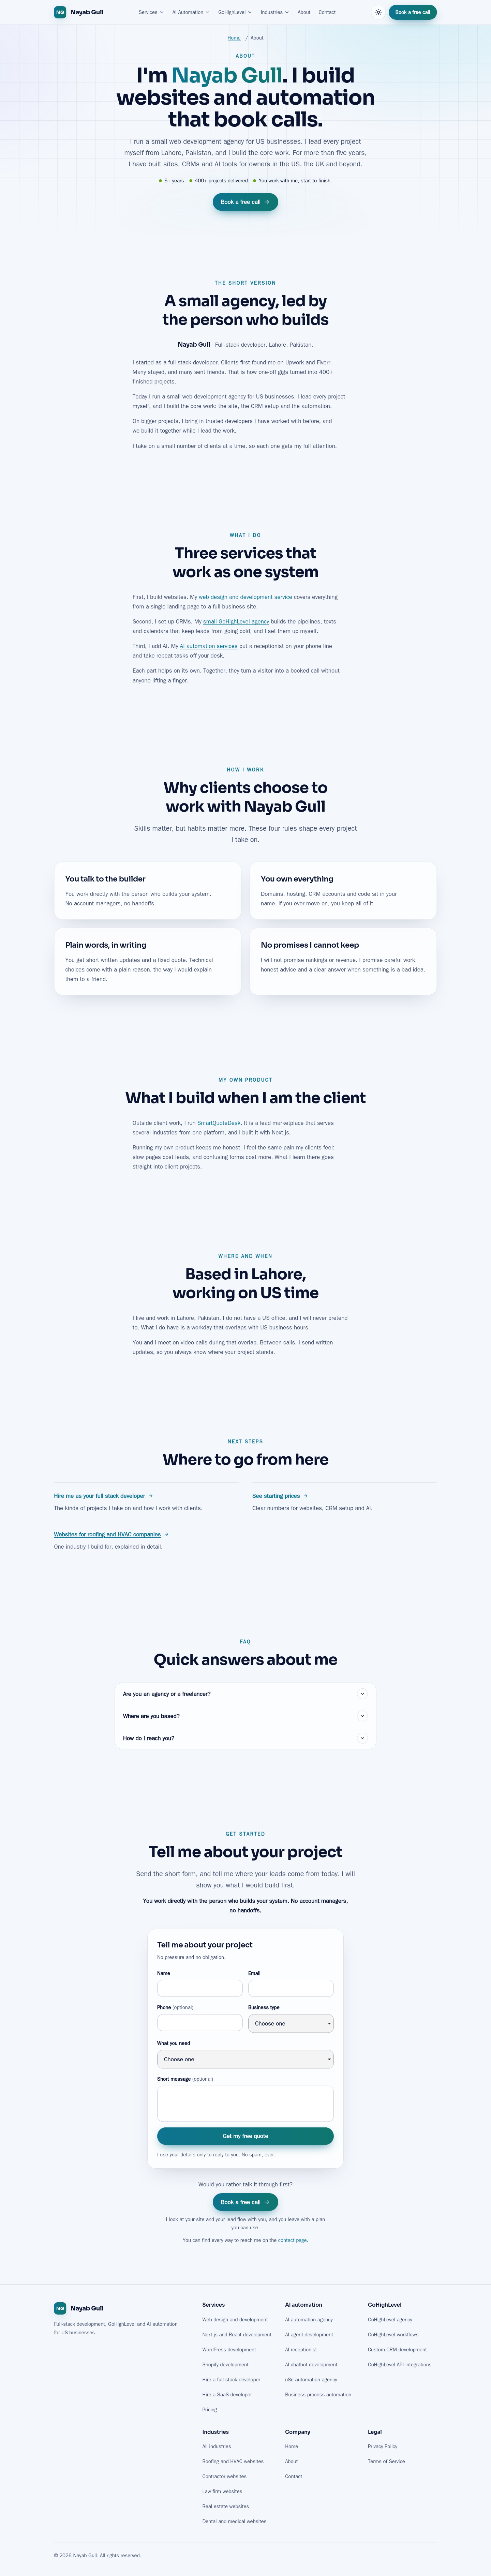 NG Nayab Gull Services AI Automation GoHighLevel Industries About Contact Book a free call
Home / About
ABOUT
I'm Nayab Gull. I build
websites and automation
that book calls.
I run a small web development agency for US businesses. I lead every project
myself from Lahore, Pakistan, and I build the core work. For more than five years,
I have built sites, CRMs and AI tools for owners in the US, the UK and beyond.
5+ years 400+ projects delivered You work with me, start to finish.
Book a free call
THE SHORT VERSION
A small agency, led by
the person who builds
Nayab Gull Full-stack developer, Lahore, Pakistan.
I started as a full-stack developer. Clients first found me on Upwork and Fiverr.
Many stayed, and many sent friends. That is how one-off gigs turned into 400+
finished projects.
Today I run a small web development agency for US businesses. I lead every project
myself, and I build the core work: the site, the CRM setup and the automation.
On bigger projects, I bring in trusted developers I have worked with before, and
we build it together while I lead the work.
I take on a small number of clients at a time, so each one gets my full attention.
WHAT I DO
Three services that
work as one system
First, I build websites. My web design and development service covers everything
from a single landing page to a full business site.
Second, I set up CRMs. My small GoHighLevel agency builds the pipelines, texts
and calendars that keep leads from going cold, and I set them up myself.
Third, I add AI. My AI automation services put a receptionist on your phone line
and take repeat tasks off your desk.
Each part helps on its own. Together, they turn a visitor into a booked call without
anyone lifting a finger.
HOW I WORK
Why clients choose to
work with Nayab Gull
Skills matter, but habits matter more. These four rules shape every project
I take on.
You talk to the builder
You work directly with the person who builds your system.
No account managers, no handoffs.
You own everything
Domains, hosting, CRM accounts and code sit in your
name. If you ever move on, you keep all of it.
Plain words, in writing
You get short written updates and a fixed quote. Technical
choices come with a plain reason, the way I would explain
them to a friend.
No promises I cannot keep
I will not promise rankings or revenue. I promise careful work,
honest advice and a clear answer when something is a bad idea.
MY OWN PRODUCT
What I build when I am the client
Outside client work, I run SmartQuoteDesk. It is a lead marketplace that serves
several industries from one platform, and I built it with Next.js.
Running my own product keeps me honest. I feel the same pain my clients feel:
slow pages cost leads, and confusing forms cost more. What I learn there goes
straight into client projects.
WHERE AND WHEN
Based in Lahore,
working on US time
I live and work in Lahore, Pakistan. I do not have a US office, and I will never pretend
to. What I do have is a workday that overlaps with US business hours.
You and I meet on video calls during that overlap. Between calls, I send written
updates, so you always know where your project stands.
NEXT STEPS
Where to go from here
Hire me as your full stack developer
The kinds of projects I take on and how I work with clients.
See starting prices
Clear numbers for websites, CRM setup and AI.
Websites for roofing and HVAC companies
One industry I build for, explained in detail.
FAQ
Quick answers about me
Are you an agency or a freelancer?
Where are you based?
How do I reach you?
GET STARTED
Tell me about your project
Send the short form, and tell me where your leads come from today. I will
show you what I would build first.
You work directly with the person who builds your system. No account managers,
no handoffs.
Tell me about your project
No pressure and no obligation.
Name Email
Phone (optional) Business type
Choose one
What you need
Choose one
Short message (optional)
Get my free quote
I use your details only to reply to you. No spam, ever.
Would you rather talk it through first?
Book a free call
I look at your site and your lead flow with you, and you leave with a plan
you can use.
You can find every way to reach me on the contact page.
NG Nayab Gull
Full-stack development, GoHighLevel and AI automation
for US businesses.
Services
Web design and development
Next.js and React development
WordPress development
Shopify development
Hire a full stack developer
Hire a SaaS developer
Pricing
AI automation
AI automation agency
AI agent development
AI receptionist
AI chatbot development
n8n automation agency
Business process automation
GoHighLevel
GoHighLevel agency
GoHighLevel workflows
Custom CRM development
GoHighLevel API integrations
Industries
All industries
Roofing and HVAC websites
Contractor websites
Law firm websites
Real estate websites
Dental and medical websites
Company
Home
About
Contact
Legal
Privacy Policy
Terms of Service
© 2026 Nayab Gull. All rights reserved.